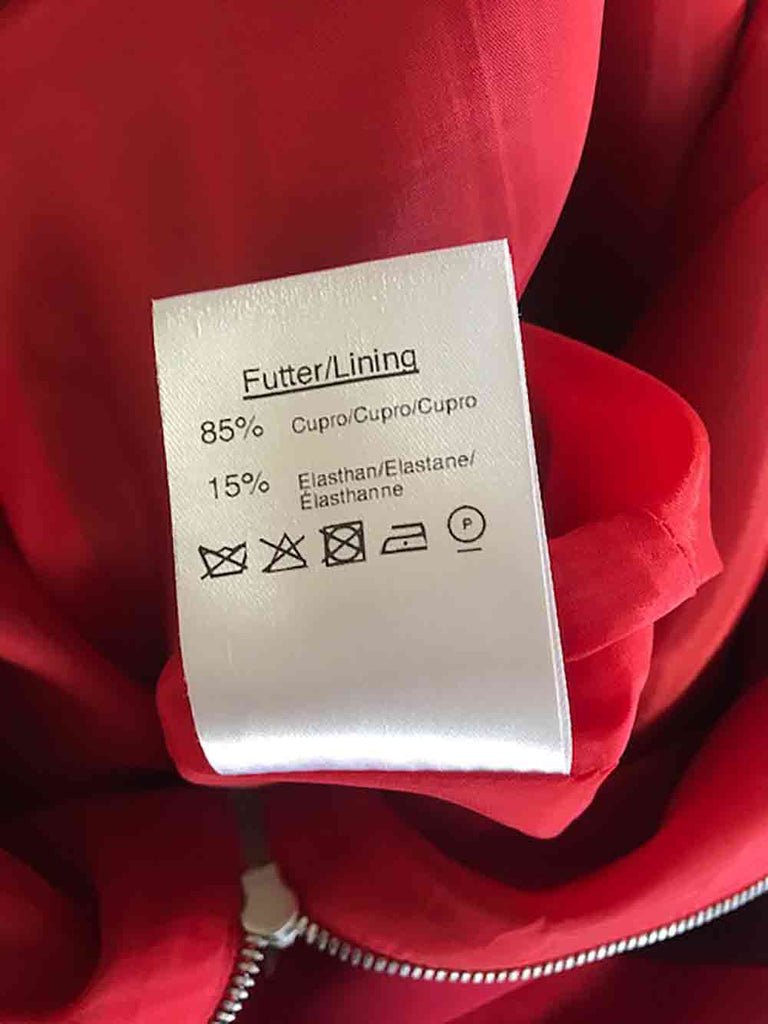 Futter/Lining
85% Cupro/Cupro/Cupro
15% Elasthan/Elastane/
Élasthanne
P